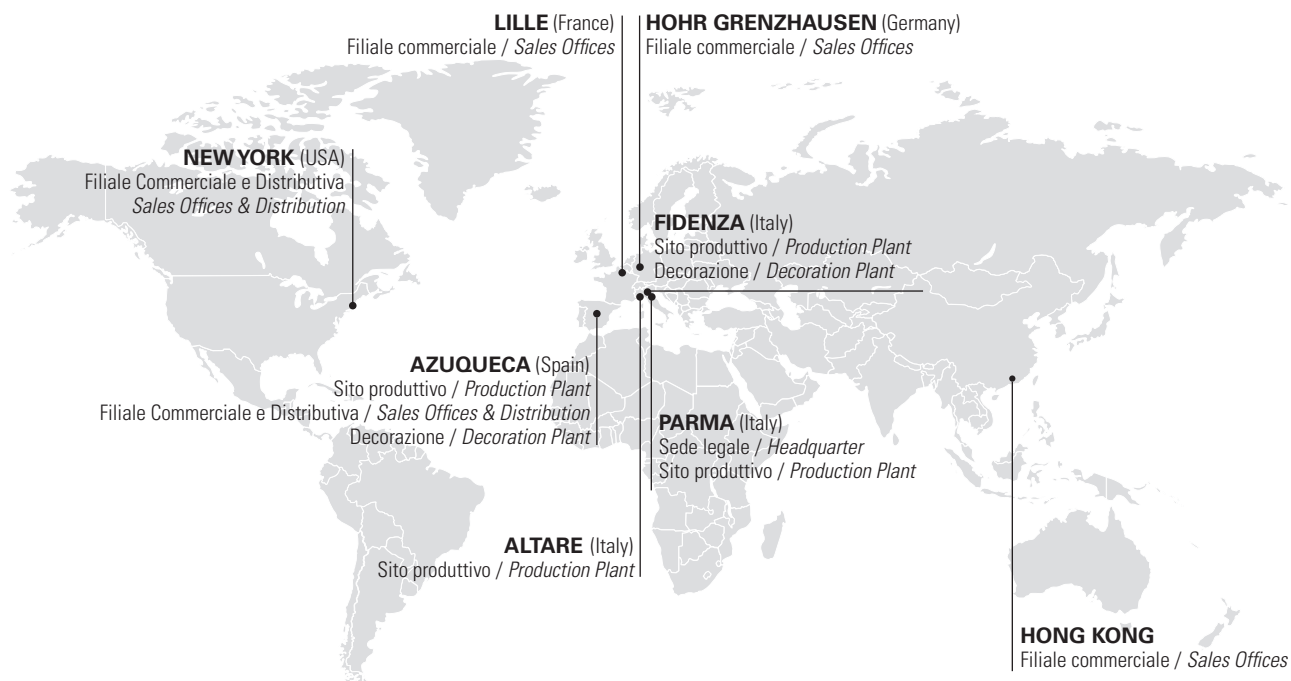 LILLE (France)
Filiale commerciale / Sales Offices
HOHR GRENZHAUSEN (Germany)
Filiale commerciale / Sales Offices
NEW YORK (USA)
Filiale Commerciale e Distributiva
Sales Offices & Distribution
FIDENZA (Italy)
Sito produttivo / Production Plant
Decorazione / Decoration Plant
AZUQUECA (Spain)
Sito produttivo / Production Plant
Filiale Commerciale e Distributiva / Sales Offices & Distribution
Decorazione / Decoration Plant
PARMA (Italy)
Sede legale / Headquarter
Sito produttivo / Production Plant
ALTARE (Italy)
Sito produttivo / Production Plant
HONG KONG
Filiale commerciale / Sales Offices